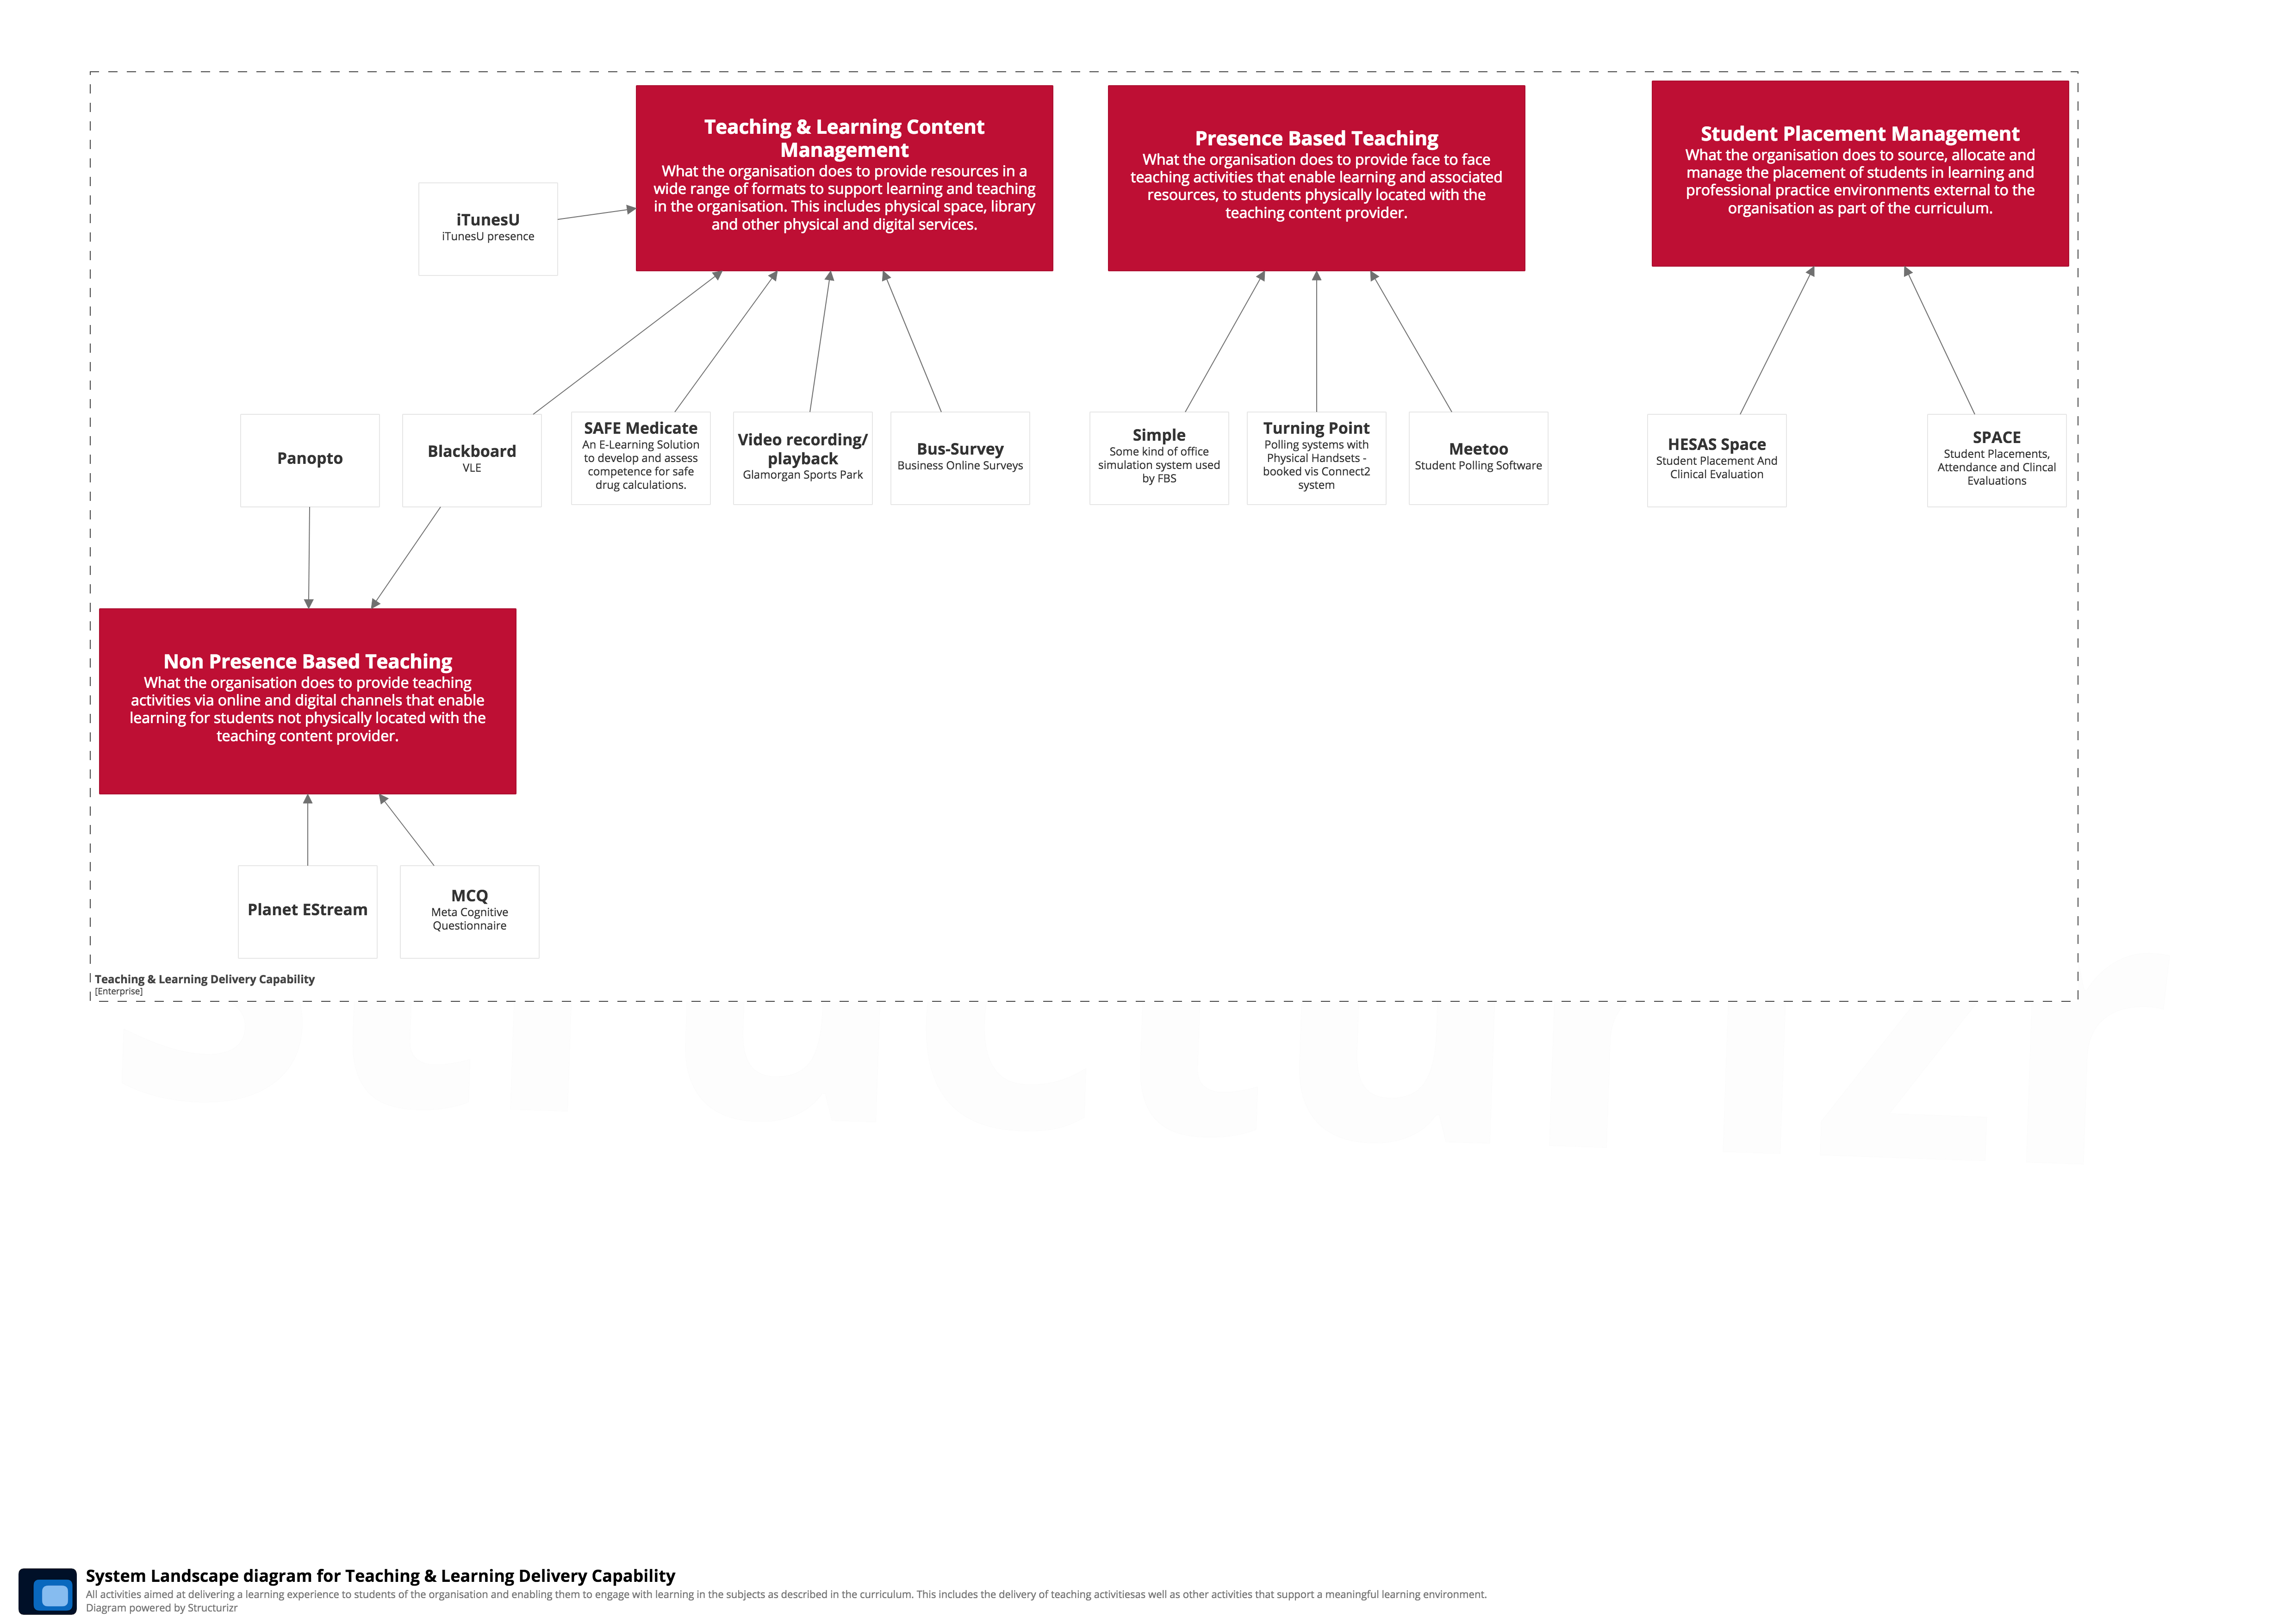 Teaching & Learning Content
Management
What the organisation does to provide resources in a
wide range of formats to support learning and teaching
in the organisation. This includes physical space, library
and other physical and digital services.
Presence Based Teaching
What the organisation does to provide face to face
teaching activities that enable learning and associated
resources, to students physically located with the
teaching content provider.
Student Placement Management
What the organisation does to source, allocate and
manage the placement of students in learning and
professional practice environments external to the
organisation as part of the curriculum.
iTunesU
iTunesU presence
Panopto
Blackboard
VLE
SAFE Medicate
An E-Learning Solution
to develop and assess
competence for safe
drug calculations.
Video recording/
playback
Glamorgan Sports Park
Bus-Survey
Business Online Surveys
Simple
Some kind of office
simulation system used
by FBS
Turning Point
Polling systems with
Physical Handsets -
booked vis Connect2
system
Meetoo
Student Polling Software
HESAS Space
Student Placement And
Clinical Evaluation
SPACE
Student Placements,
Attendance and Clincal
Evaluations
Non Presence Based Teaching
What the organisation does to provide teaching
activities via online and digital channels that enable
learning for students not physically located with the
teaching content provider.
Planet EStream
MCQ
Meta Cognitive
Questionnaire
Teaching & Learning Delivery Capability
[Enterprise]
Structurizr
System Landscape diagram for Teaching & Learning Delivery Capability
All activities aimed at delivering a learning experience to students of the organisation and enabling them to engage with learning in the subjects as described in the curriculum. This includes the delivery of teaching activitiesas well as other activities that support a meaningful learning environment.
Diagram powered by Structurizr